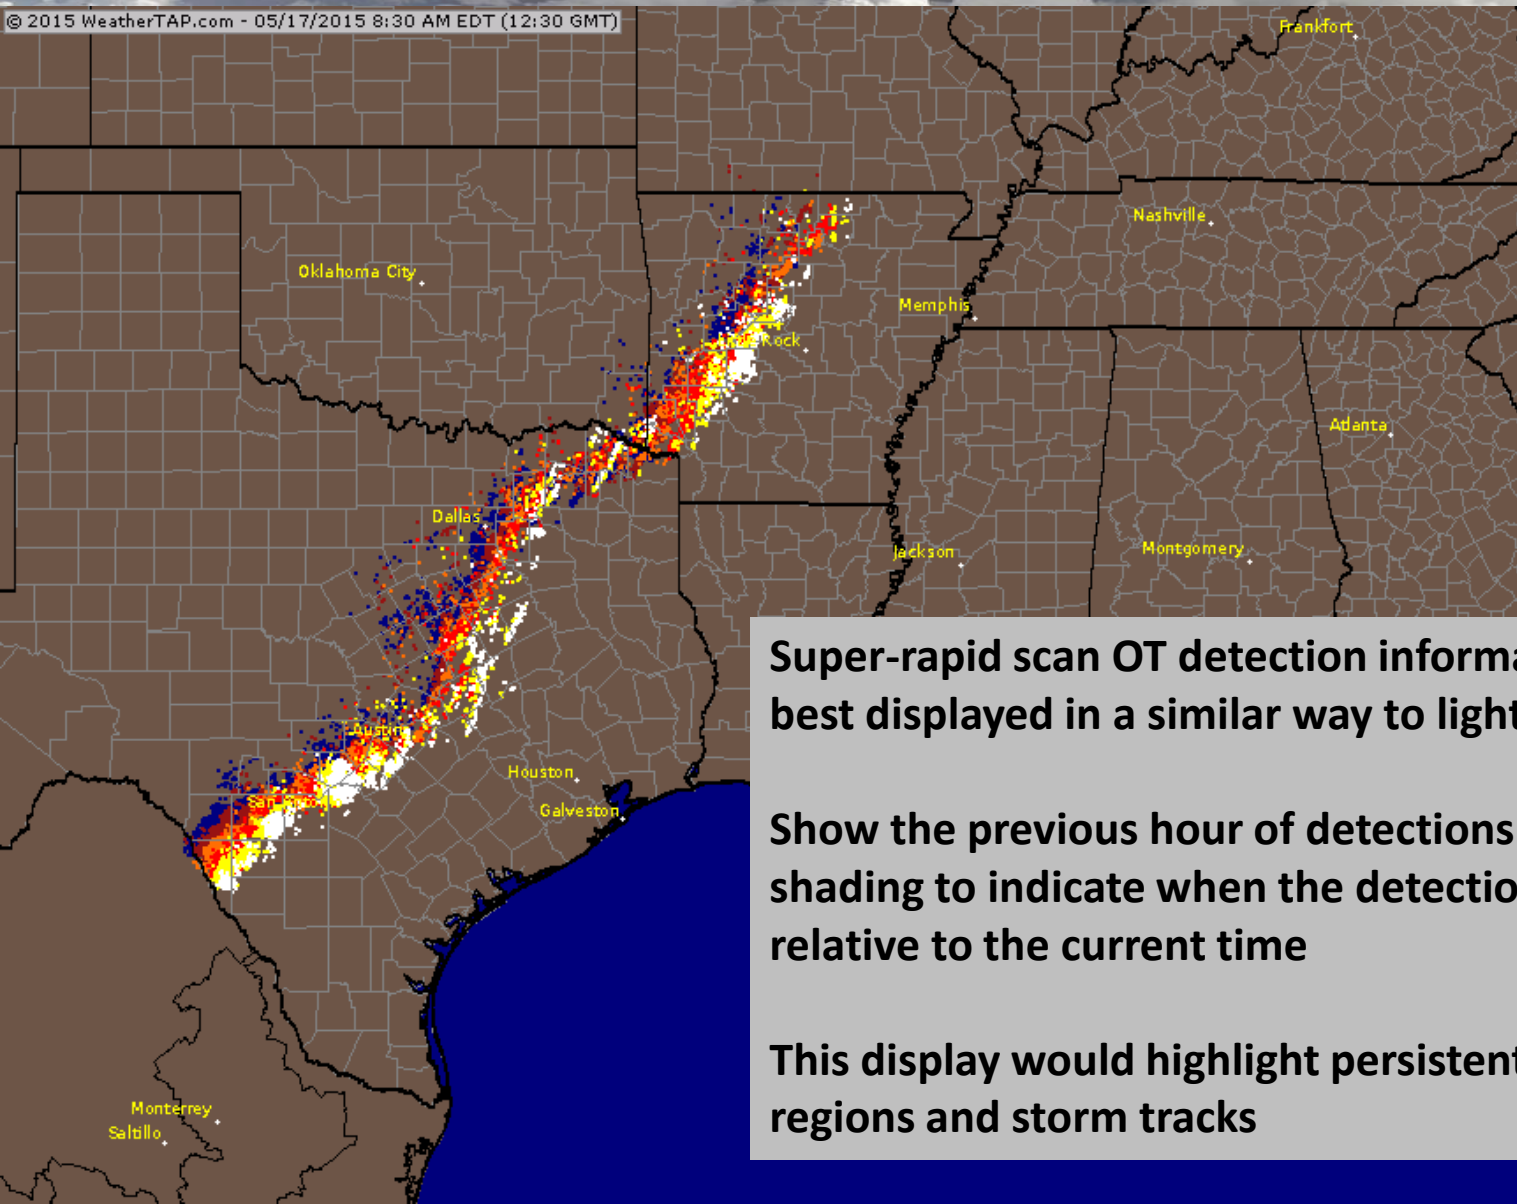 © 2015 WeatherTAP.com - 05/17/2015 8:30 AM EDT (12:30 GMT)
Frankfort
Nashville
Oklahoma City
Memphis
Rock
Atlanta
Dallas
Jackson
Montgomery
Super-rapid scan OT detection informa
best displayed in a similar way to light
Austin
Houston
San Antonio
Galveston
Show the previous hour of detections
shading to indicate when the detectio
relative to the current time
This display would highlight persistent
regions and storm tracks
Monterrey
Saltillo